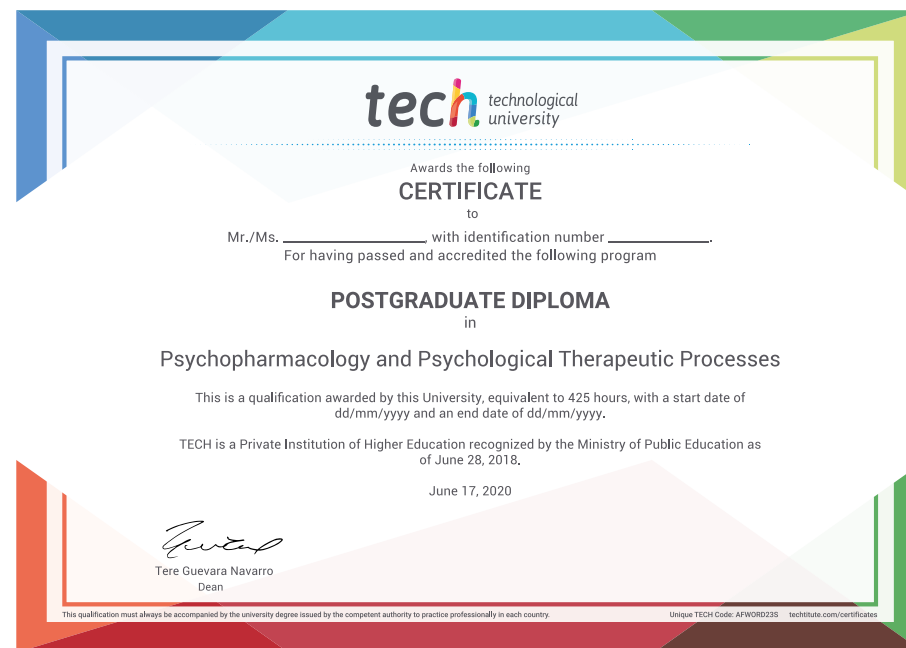 tech technological
university
Awards the following
CERTIFICATE
to
Mr./Ms. ____________________, with identification number ______________.
For having passed and accredited the following program
POSTGRADUATE DIPLOMA
in
Psychopharmacology and Psychological Therapeutic Processes
This is a qualification awarded by this University, equivalent to 425 hours, with a start date of
dd/mm/yyyy and an end date of dd/mm/yyyy.
TECH is a Private Institution of Higher Education recognized by the Ministry of Public Education as
of June 28, 2018.
June 17, 2020
Tere Guevara Navarro
Dean
This qualification must always be accompanied by the university degree issued by the competent authority to practice professionally in each country. Unique TECH Code: AFWORD23S techtitute.com/certificates